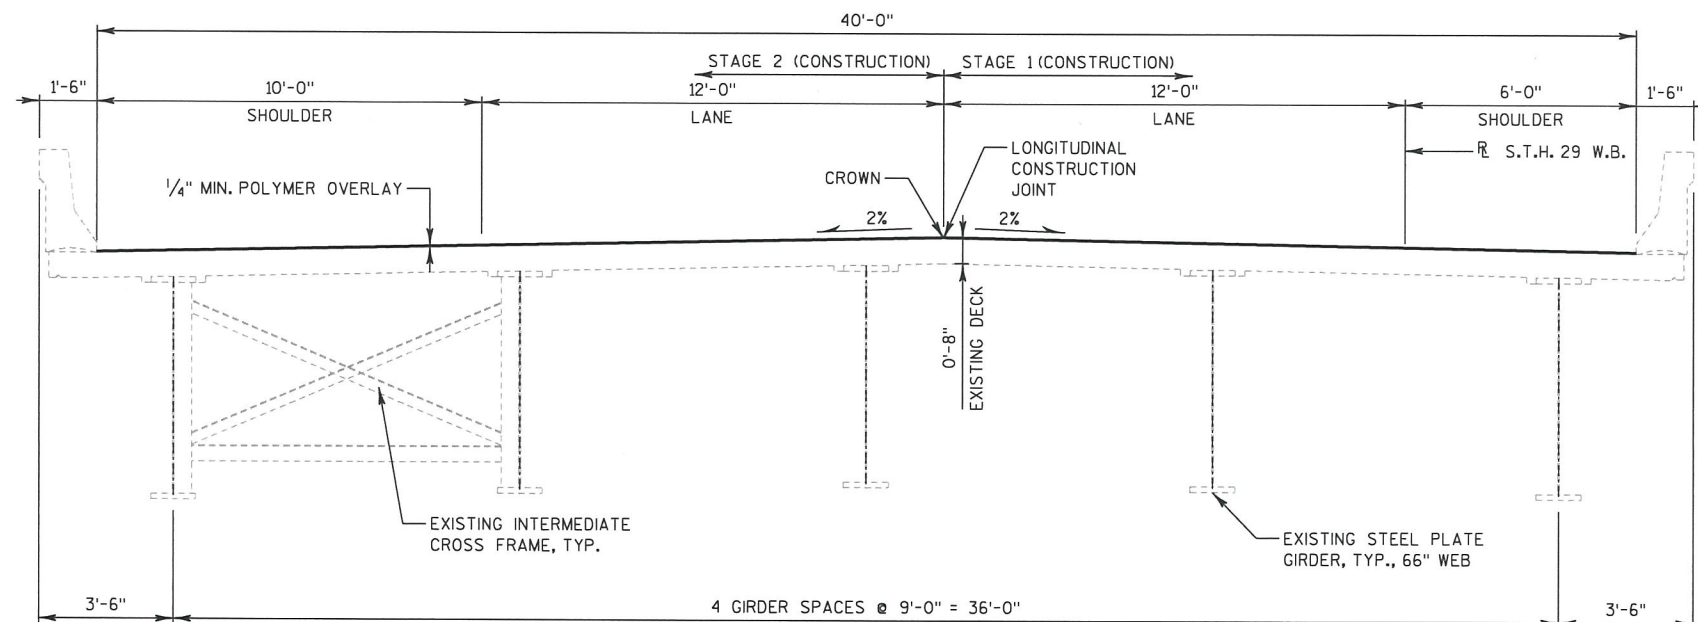 40'-0"
STAGE 2 (CONSTRUCTION) STAGE 1 (CONSTRUCTION)
1'-6" 10'-0" 12'-0" 12'-0" 6'-0" 1'-6"
SHOULDER LANE LANE SHOULDER
LONGITUDINAL
CONSTRUCTION
JOINT
R̵L S.T.H. 29 W.B.
1/4" MIN. POLYMER OVERLAY
CROWN
2% 2%
0'-8"
EXISTING DECK
EXISTING INTERMEDIATE
CROSS FRAME, TYP.
EXISTING STEEL PLATE
GIRDER, TYP., 66" WEB
3'-6" 4 GIRDER SPACES @ 9'-0" = 36'-0" 3'-6"